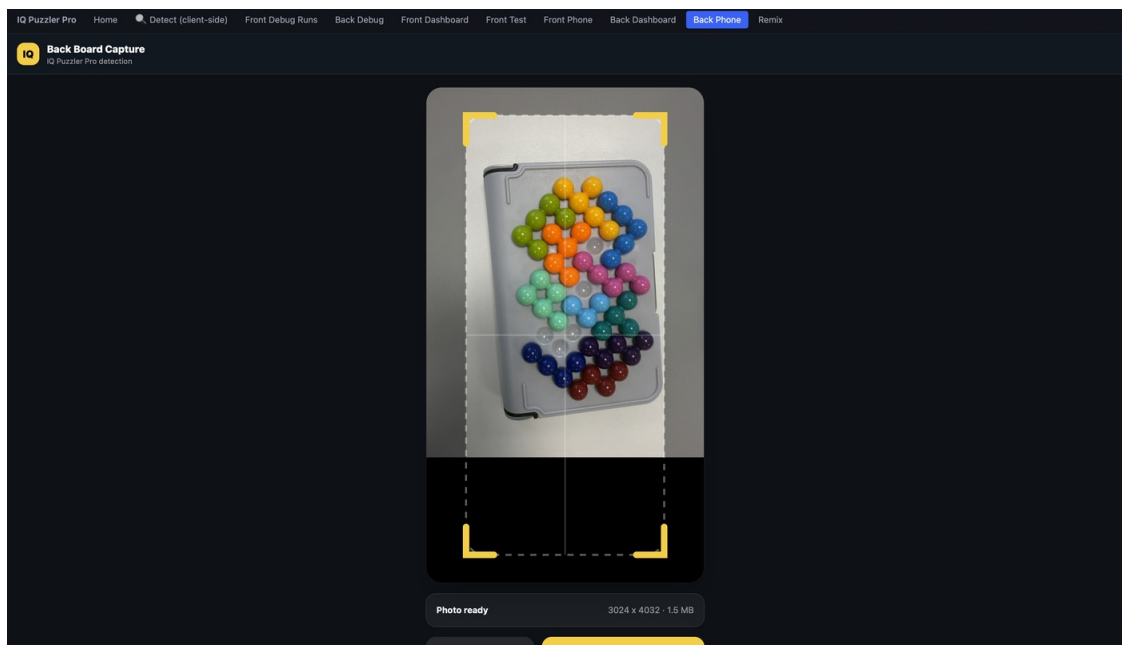 IQ Puzzler Pro Home Detect (client-side) Front Debug Runs Back Debug Front Dashboard Front Test Front Phone Back Dashboard Back Phone Remix
IQ Back Board Capture
IQ Puzzler Pro detection
Photo ready 3024 x 4032 · 1.5 MB